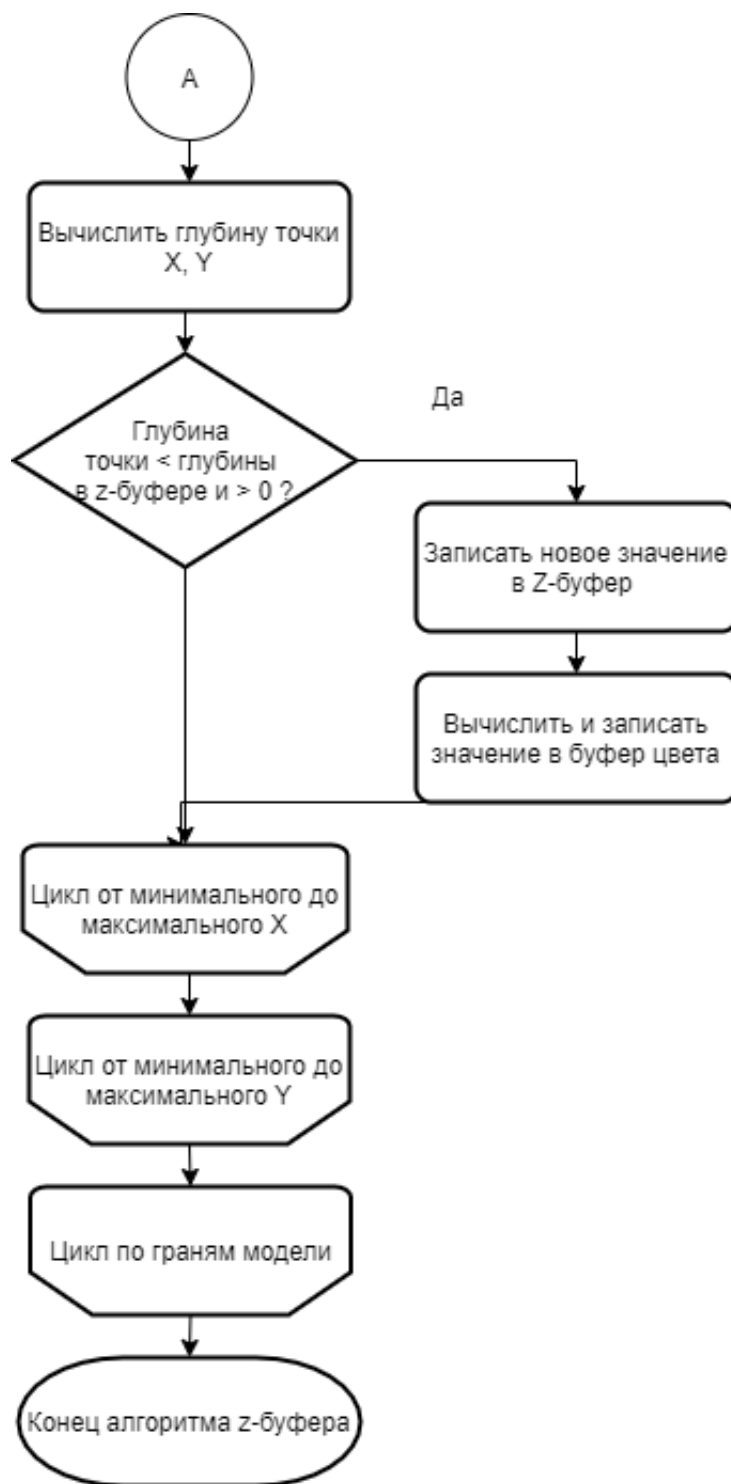 А
Вычислить глубину точки
X, Y
Да
Глубина
точки < глубины
в z-буфере и > 0 ?
Записать новое значение
в Z-буфер
Вычислить и записать
значение в буфер цвета
Цикл от минимального до
максимального X
Цикл от минимального до
максимального Y
Цикл по граням модели
Конец алгоритма z-буфера